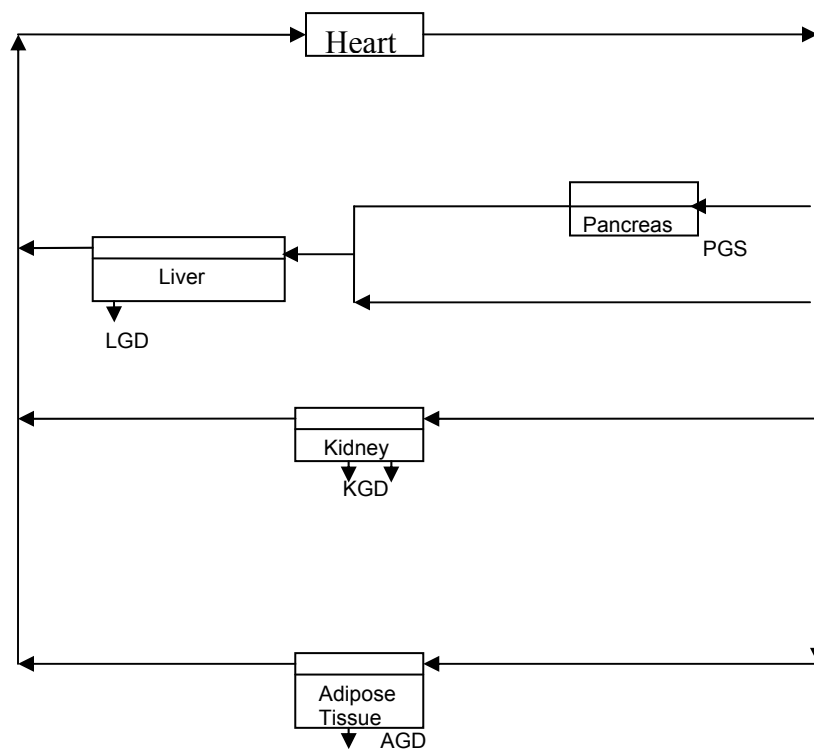 Heart
Pancreas
PGS
Liver
LGD
Kidney
KGD
Adipose
Tissue
AGD